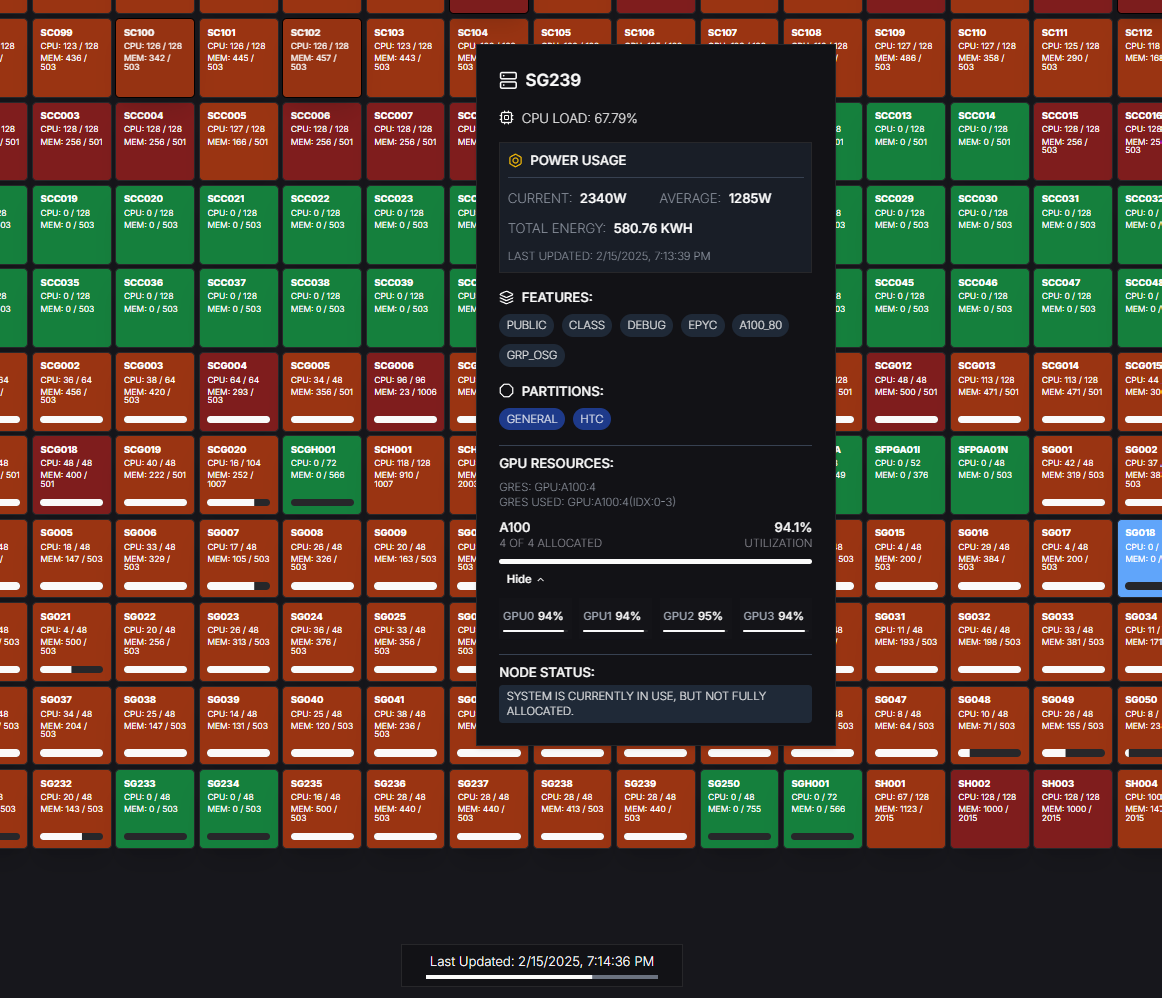 SC099
CPU: 123 / 128
MEM: 436 /
503
SC100
CPU: 126 / 128
MEM: 342 /
503
SC101
CPU: 126 / 128
MEM: 445 /
503
SC102
CPU: 126 / 128
MEM: 457 /
503
SC103
CPU: 123 / 128
MEM: 443 /
503
SC104
SC105
SC106
SC107
SC108
SC109
CPU: 127 / 128
MEM: 486 /
503
SC110
CPU: 127 / 128
MEM: 358 /
503
SC111
CPU: 125 / 128
MEM: 290 /
503
SC112
CPU: 118
MEM: 168
/ 128
/ 501
SCC003
CPU: 128 / 128
MEM: 256 / 501
SCC004
CPU: 128 / 128
MEM: 256 / 501
SCC005
CPU: 127 / 128
MEM: 166 / 501
SCC006
CPU: 128 / 128
MEM: 256 / 501
SCC007
CPU: 128 / 128
MEM: 256 / 501
SCC013
CPU: 0 / 128
MEM: 0 / 501
SCC014
CPU: 0 / 128
MEM: 0 / 501
SCC015
CPU: 128 / 128
MEM: 256 /
503
SCC016
CPU: 128
MEM: 25
503
SCC019
CPU: 0 / 128
MEM: 0 / 503
SCC020
CPU: 0 / 128
MEM: 0 / 503
SCC021
CPU: 0 / 128
MEM: 0 / 503
SCC022
CPU: 0 / 128
MEM: 0 / 503
SCC023
CPU: 0 / 128
MEM: 0 / 503
SCC029
CPU: 0 / 128
MEM: 0 / 503
SCC030
CPU: 0 / 128
MEM: 0 / 503
SCC031
CPU: 0 / 128
MEM: 0 / 503
SCC032
CPU: 0 /
MEM: 0 /
SCC035
CPU: 0 / 128
MEM: 0 / 503
SCC036
CPU: 0 / 128
MEM: 0 / 503
SCC037
CPU: 0 / 128
MEM: 0 / 503
SCC038
CPU: 0 / 128
MEM: 0 / 503
SCC039
CPU: 0 / 128
MEM: 0 / 503
SCC045
CPU: 0 / 128
MEM: 0 / 503
SCC046
CPU: 0 / 128
MEM: 0 / 503
SCC047
CPU: 0 / 128
MEM: 0 / 503
SCC048
CPU: 0 /
MEM: 0 /
SCG002
CPU: 36 / 64
MEM: 456 /
503
SCG003
CPU: 38 / 64
MEM: 420 /
503
SCG004
CPU: 64 / 64
MEM: 293 /
503
SCG005
CPU: 34 / 48
MEM: 356 / 501
SCG006
CPU: 96 / 96
MEM: 23 / 1006
SCG012
CPU: 48 / 48
MEM: 500 / 501
SCG013
CPU: 113 / 128
MEM: 471 / 501
SCG014
CPU: 113 / 128
MEM: 471 / 501
SCG015
CPU: 44
SCG018
CPU: 48 / 48
MEM: 400 /
501
SCG019
CPU: 40 / 48
MEM: 222 / 501
SCG020
CPU: 16 / 104
MEM: 252 /
1007
SCGH001
CPU: 0 / 72
MEM: 0 / 566
SCH001
CPU: 118 / 128
MEM: 910 /
1007
SFPGA01I
CPU: 0 / 52
MEM: 0 / 376
SFPGA01N
CPU: 0 / 48
MEM: 0 / 503
SG001
CPU: 42 / 48
MEM: 319 / 503
SG002
CPU: 37
MEM: 38
503
SG005
CPU: 18 / 48
MEM: 147 / 503
SG006
CPU: 33 / 48
MEM: 329 /
503
SG007
CPU: 17 / 48
MEM: 105 / 503
SG008
CPU: 26 / 48
MEM: 326 /
503
SG009
CPU: 20 / 48
MEM: 163 / 503
SG015
CPU: 4 / 48
MEM: 200 /
503
SG016
CPU: 29 / 48
MEM: 384 /
503
SG017
CPU: 4 / 48
MEM: 200 /
503
SG018
CPU: 0 /
MEM: 0 /
SG021
CPU: 4 / 48
MEM: 500 /
503
SG022
CPU: 20 / 48
MEM: 256 /
503
SG023
CPU: 26 / 48
MEM: 313 / 503
SG024
CPU: 36 / 48
MEM: 376 /
503
SG025
CPU: 33 / 48
MEM: 356 /
503
SG031
CPU: 11 / 48
MEM: 193 / 503
SG032
CPU: 46 / 48
MEM: 198 / 503
SG033
CPU: 33 / 48
MEM: 381 / 503
SG034
CPU: 11 /
MEM: 171
SG037
CPU: 34 / 48
MEM: 204 /
503
SG038
CPU: 25 / 48
MEM: 147 / 503
SG039
CPU: 14 / 48
MEM: 131 / 503
SG040
CPU: 25 / 48
MEM: 120 / 503
SG041
CPU: 38 / 48
MEM: 236 /
503
SG047
CPU: 8 / 48
MEM: 64 / 503
SG048
CPU: 10 / 48
MEM: 71 / 503
SG049
CPU: 26 / 48
MEM: 155 / 503
SG050
CPU: 8 /
MEM: 23
SG232
CPU: 20 / 48
MEM: 143 / 503
SG233
CPU: 0 / 48
MEM: 0 / 503
SG234
CPU: 0 / 48
MEM: 0 / 503
SG235
CPU: 16 / 48
MEM: 500 /
503
SG236
CPU: 28 / 48
MEM: 440 /
503
SG237
CPU: 28 / 48
MEM: 440 /
503
SG238
CPU: 28 / 48
MEM: 413 / 503
SG239
CPU: 28 / 48
MEM: 440 /
503
SG250
CPU: 0 / 48
MEM: 0 / 755
SGH001
CPU: 0 / 72
MEM: 0 / 566
SH001
CPU: 67 / 128
MEM: 1123 /
2015
SH002
CPU: 128 / 128
MEM: 1000 /
2015
SH003
CPU: 128 / 128
MEM: 1000 /
2015
SH004
CPU: 100
MEM: 147
2015
SG239
CPU LOAD: 67.79%
POWER USAGE
CURRENT: 2340W AVERAGE: 1285W
TOTAL ENERGY: 580.76 KWH
LAST UPDATED: 2/15/2025, 7:13:39 PM
FEATURES:
PUBLIC CLASS DEBUG EPYC A100_80
GRP_OSG
PARTITIONS:
GENERAL HTC
GPU RESOURCES:
GRES: GPU:A100:4
GRES USED: GPU:A100:4(IDX:0-3)
A100 94.1%
4 OF 4 ALLOCATED UTILIZATION
Hide
GPU0 94% GPU1 94% GPU2 95% GPU3 94%
NODE STATUS:
SYSTEM IS CURRENTLY IN USE, BUT NOT FULLY
ALLOCATED.
Last Updated: 2/15/2025, 7:14:36 PM